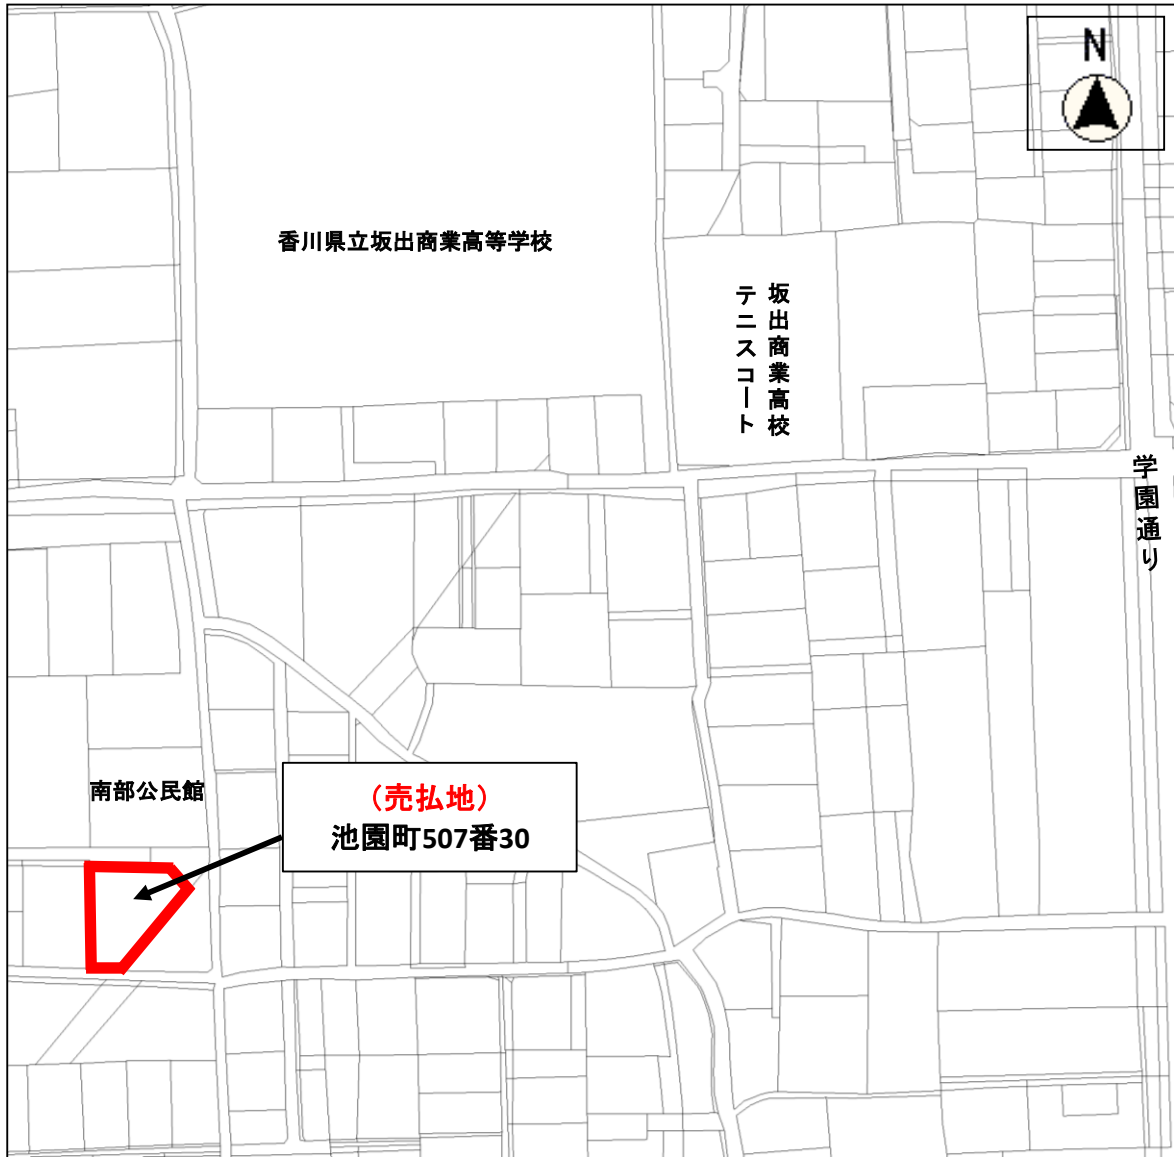 N
香川県立坂出商業高等学校
坂出商業高校
テニスコート
学園通り
南部公民館
（売払地）
池園町507番30